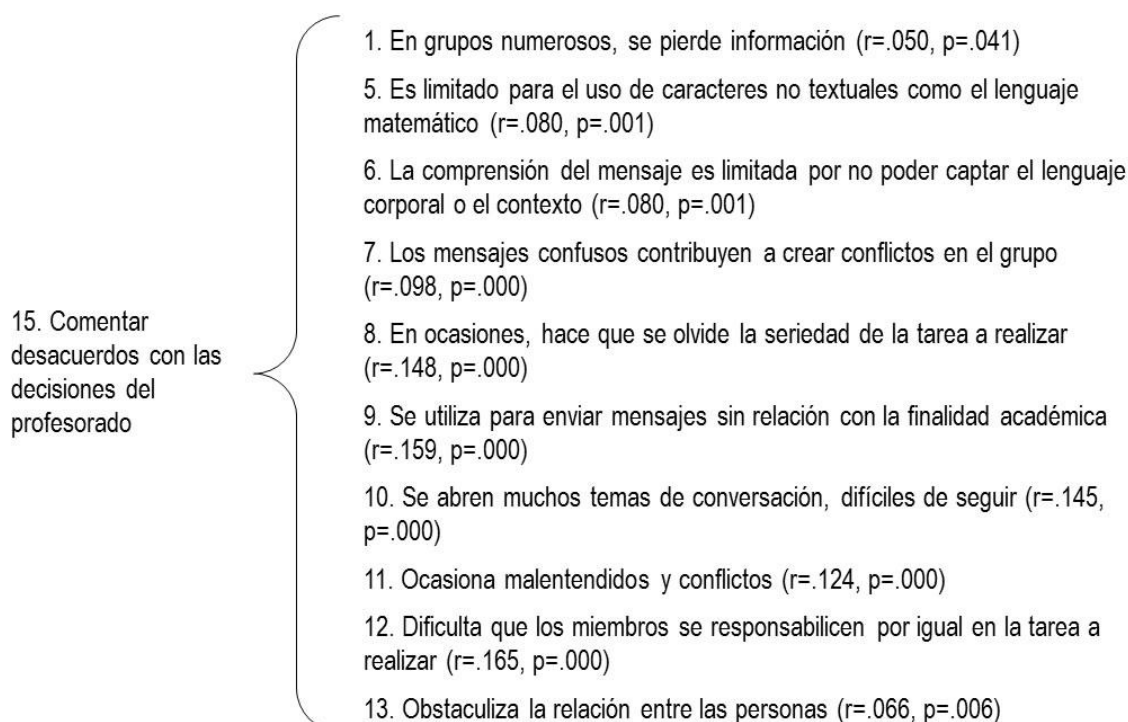 15. Comentar
desacuerdos con las
decisiones del
profesorado
1. En grupos numerosos, se pierde información (r=.050, p=.041)
5. Es limitado para el uso de caracteres no textuales como el lenguaje
matemático (r=.080, p=.001)
6. La comprensión del mensaje es limitada por no poder captar el lenguaje
corporal o el contexto (r=.080, p=.001)
7. Los mensajes confusos contribuyen a crear conflictos en el grupo
(r=.098, p=.000)
8. En ocasiones, hace que se olvide la seriedad de la tarea a realizar
(r=.148, p=.000)
9. Se utiliza para enviar mensajes sin relación con la finalidad académica
(r=.159, p=.000)
10. Se abren muchos temas de conversación, difíciles de seguir (r=.145,
p=.000)
11. Ocasiona malentendidos y conflictos (r=.124, p=.000)
12. Dificulta que los miembros se responsabilicen por igual en la tarea a
realizar (r=.165, p=.000)
13. Obstaculiza la relación entre las personas (r=.066, p=.006)